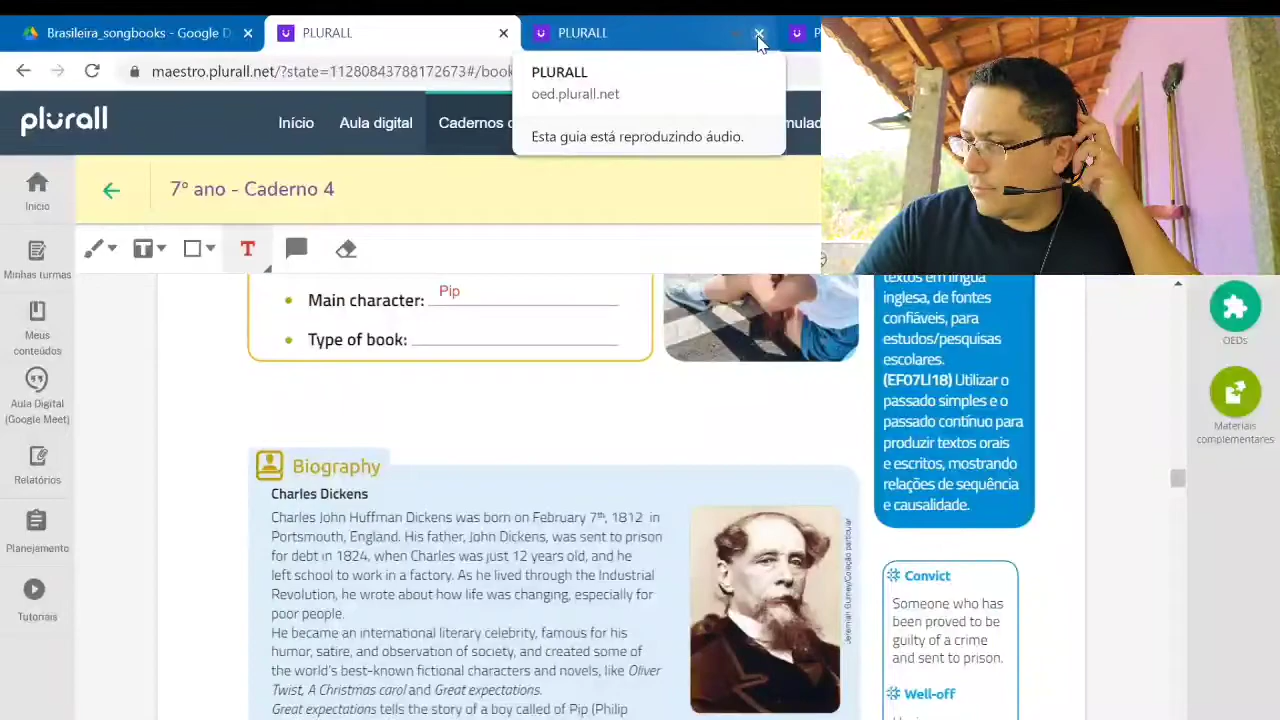 Brasileira_songbooks - Google D
PLURALL
PLURALL
maestro.plurall.net/?state=11280843788172673#/book
PLURALL
oed.plurall.net
Esta guia está reproduzindo áudio.
plurall
Início
Aula digital
Cadernos
7º ano - Caderno 4
Início
Minhas turmas
Meus
conteúdos
Aula Digital
(Google Meet)
Relatórios
Planejamento
Tutoriais
T
Main character: Pip
Type of book:
Biography
Charles Dickens
Charles John Huffman Dickens was born on February 7th, 1812 in
Portsmouth, England. His father, John Dickens, was sent to prison
for debt in 1824, when Charles was just 12 years old, and he
left school to work in a factory. As he lived through the Industrial
Revolution, he wrote about how life was changing, especially for
poor people.
He became an international literary celebrity, famous for his
humor, satire, and observation of society, and created some of
the world's best-known fictional characters and novels, like Oliver
Twist, A Christmas carol and Great expectations.
Great expectations tells the story of a boy called of Pip (Philip
Jeremiah Gurney/Coleção particular
textos em língua
inglesa, de fontes
confiáveis, para
estudos/pesquisas
escolares.
(EF07LI18) Utilizar o
passado simples e o
passado contínuo para
produzir textos orais
e escritos, mostrando
relações de sequência
e causalidade.
Convict
Someone who has
been proved to be
guilty of a crime
and sent to prison.
Well-off
OEDs
Materiais
complementares